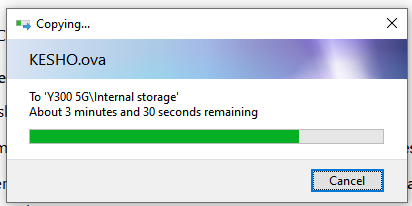 Copying...
KESHO.ova
To 'Y300 5G\Internal storage'
About 3 minutes and 30 seconds remaining
Cancel